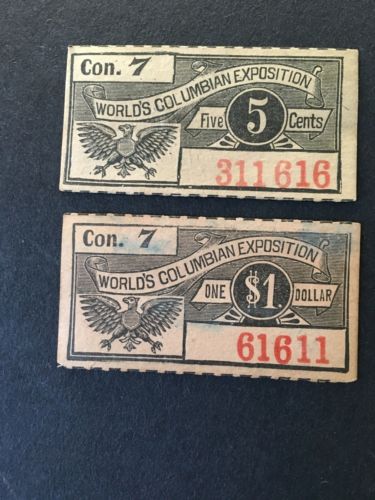 Con. 7
WORLD'S COLUMBIAN EXPOSITION
Five 5 Cents
311616
Con. 7
WORLD'S COLUMBIAN EXPOSITION
ONE $1. DOLLAR
61611